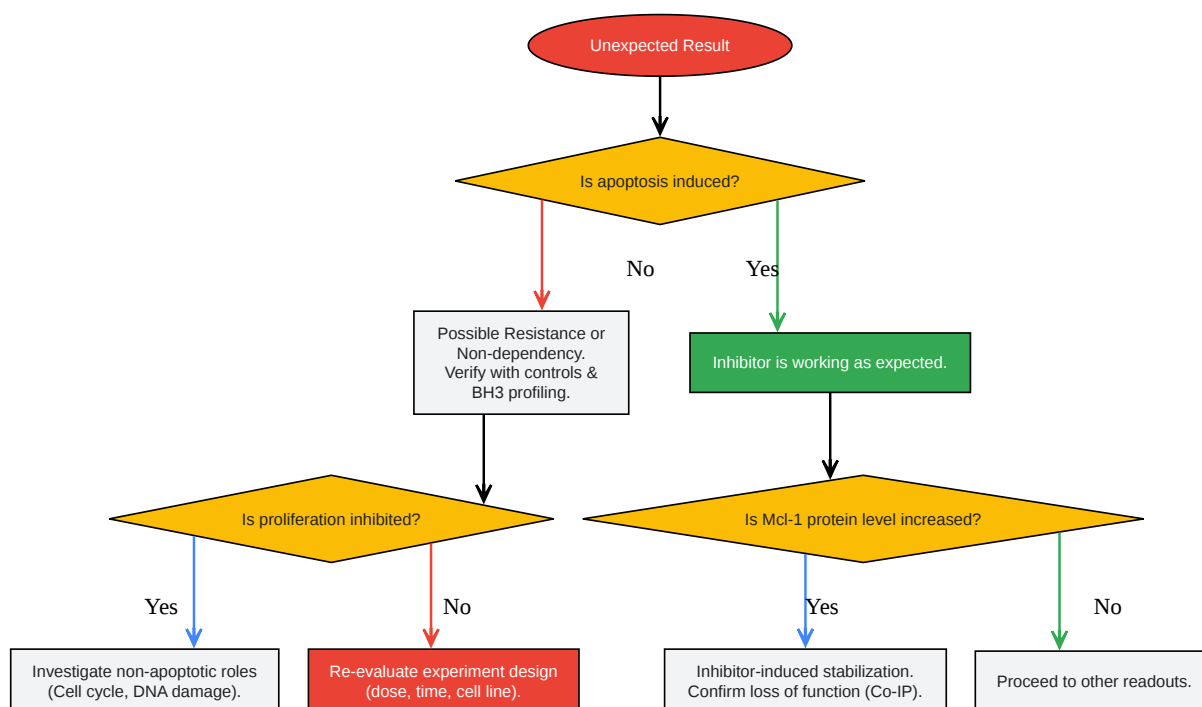 Unexpected Result
Is apoptosis induced?
No
Yes
Possible Resistance or
Non-dependency.
Verify with controls &
BH3 profiling.
Inhibitor is working as expected.
Is proliferation inhibited?
Is Mcl-1 protein level increased?
Yes
No
Yes
No
Investigate non-apoptotic roles
(Cell cycle, DNA damage).
Re-evaluate experiment design
(dose, time, cell line).
Inhibitor-induced stabilization.
Confirm loss of function (Co-IP).
Proceed to other readouts.